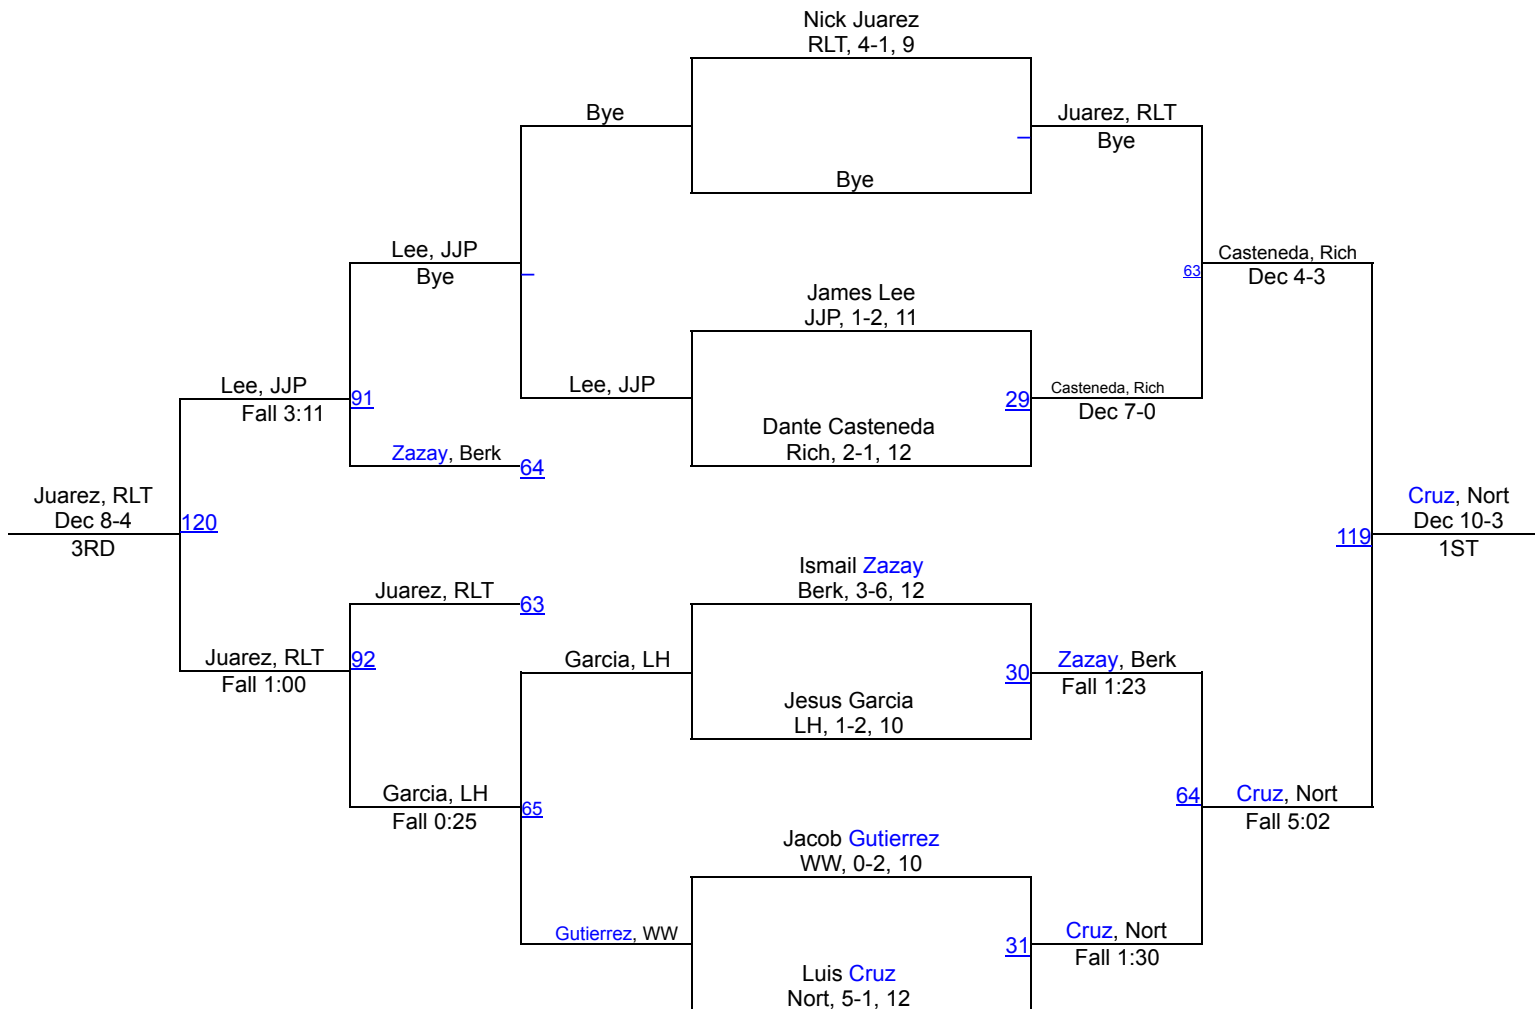 Nick Juarez
RLT, 4-1, 9
Bye
Juarez, RLT
Bye
Bye
Lee, JJP
Bye
Casteneda, Rich
63
Dec 4-3
James Lee
JJP, 1-2, 11
Lee, JJP
Fall 3:11
91
Lee, JJP
29
Casteneda, Rich
Dec 7-0
Dante Casteneda
Rich, 2-1, 12
Zazay, Berk
64
Juarez, RLT
Dec 8-4
3RD
120
119
Cruz, Nort
Dec 10-3
1ST
Ismail Zazay
Berk, 3-6, 12
Juarez, RLT
63
Juarez, RLT
Fall 1:00
92
Garcia, LH
30
Zazay, Berk
Fall 1:23
Jesus Garcia
LH, 1-2, 10
Garcia, LH
Fall 0:25
65
64
Cruz, Nort
Fall 5:02
Jacob Gutierrez
WW, 0-2, 10
Gutierrez, WW
31
Cruz, Nort
Fall 1:30
Luis Cruz
Nort, 5-1, 12